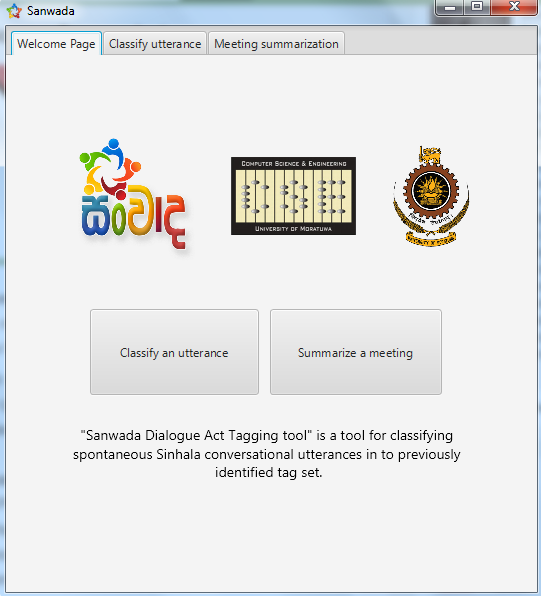 Sanwada
Welcome Page
Classify utterance
Meeting summarization
සංවාද
COMPUTER SCIENCE & ENGINEERING
CSE
UNIVERSITY OF MORATUWA
Classify an utterance
Summarize a meeting
"Sanwada Dialogue Act Tagging tool" is a tool for classifying
spontaneous Sinhala conversational utterances in to previously
identified tag set.